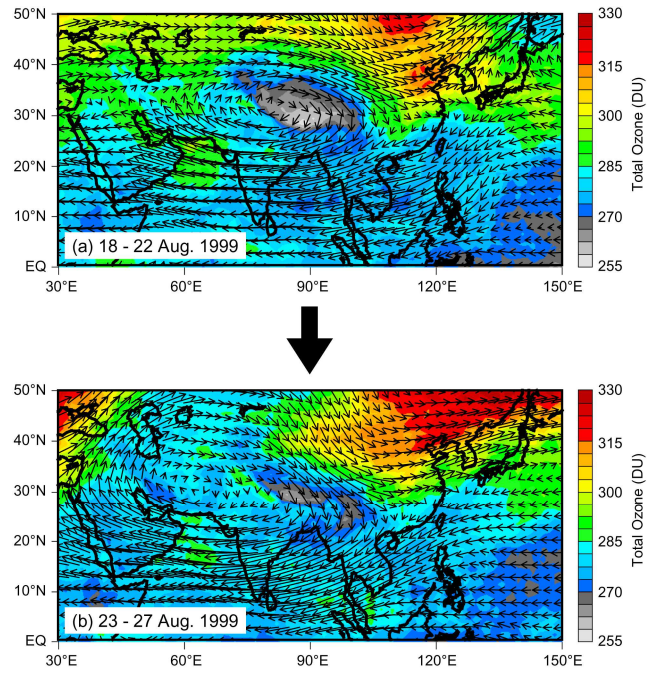 50°N
40°N
30°N
20°N
10°N
EQ
(a) 18 - 22 Aug. 1999
30°E 60°E 90°E 120°E 150°E
330
315
300
285
270
255
Total Ozone (DU)
50°N
40°N
30°N
20°N
10°N
EQ
(b) 23 - 27 Aug. 1999
30°E 60°E 90°E 120°E 150°E
330
315
300
285
270
255
Total Ozone (DU)